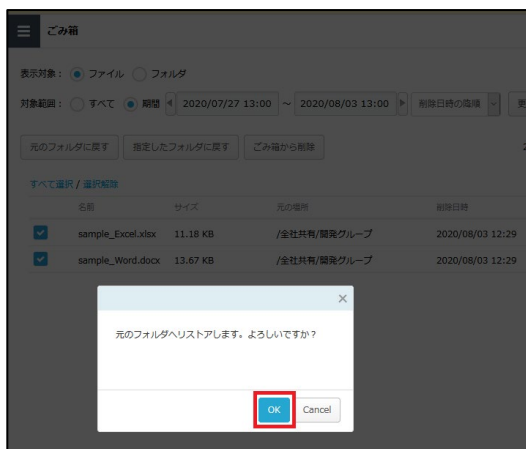 ごみ箱
表示対象： ファイル フォルダ
対象範囲： すべて 期間 2020/07/27 13:00 ～ 2020/08/03 13:00 削除日時の降順
元のフォルダに戻す 指定したフォルダに戻す ごみ箱から削除
すべて選択 / 選択解除
名前 サイズ 元の場所 削除日時
sample_Excel.xlsx 11.18 KB /全社共有/開発グループ 2020/08/03 12:29
sample_Word.docx 13.67 KB /全社共有/開発グループ 2020/08/03 12:29
元のフォルダへリストアします。よろしいですか？
OK Cancel